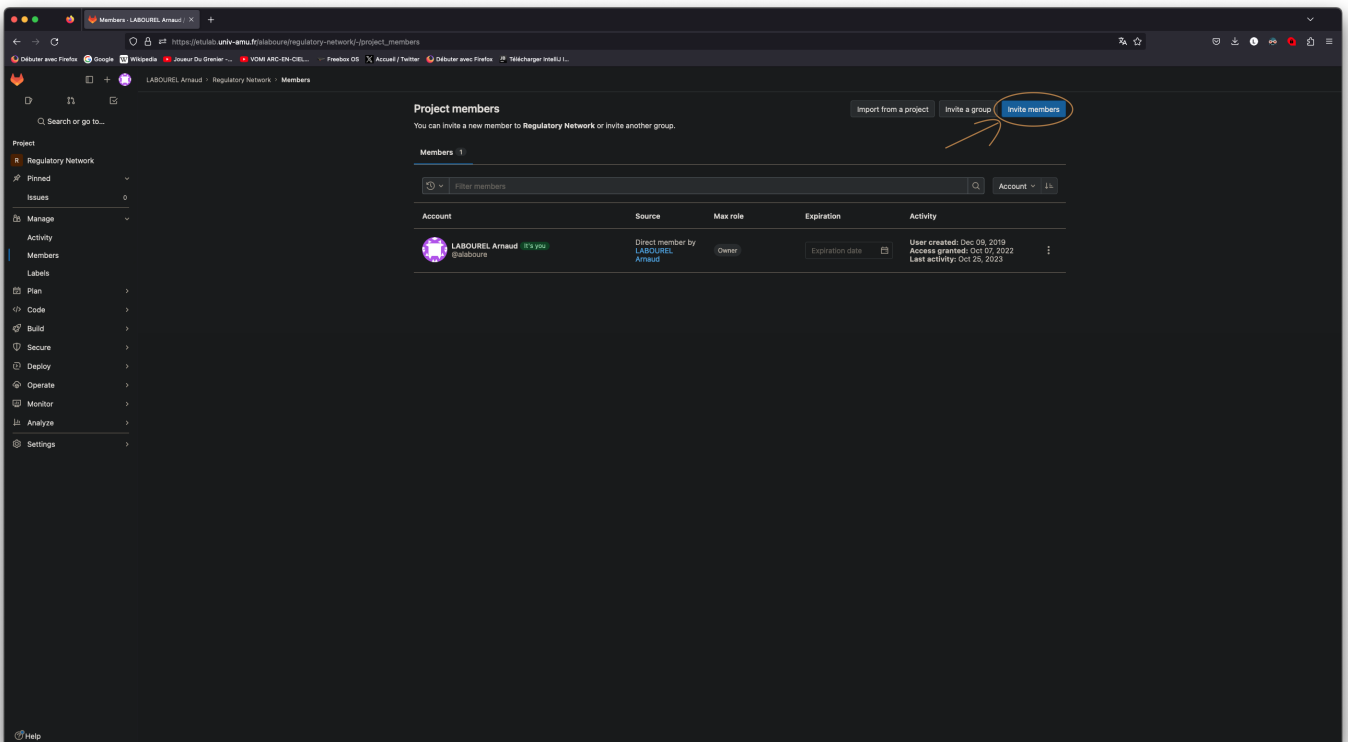 Members · LABOUREL Arnaud /
https://etulab.univ-amu.fr/alaboure/regulatory-network/-/project_members
Débuter avec Firefox Google Wikipedia Joueur Du Grenier -... VOMI ARC-EN-CIEL... Freebox OS Accueil / Twitter Débuter avec Firefox Télécharger IntelliJ I...
LABOUREL Arnaud > Regulatory Network > Members
Search or go to...
Project
R Regulatory Network
Pinned
Issues 0
Manage
Activity
Members
Labels
Plan
Code
Build
Secure
Deploy
Operate
Monitor
Analyze
Settings
Help
Project members
Import from a project Invite a group Invite members
You can invite a new member to Regulatory Network or invite another group.
Members 1
Filter members
Account
Account Source Max role Expiration Activity
LABOUREL Arnaud It's you
@alaboure
Direct member by
LABOUREL
Arnaud
Owner
Expiration date
User created: Dec 09, 2019
Access granted: Oct 07, 2022
Last activity: Oct 25, 2023